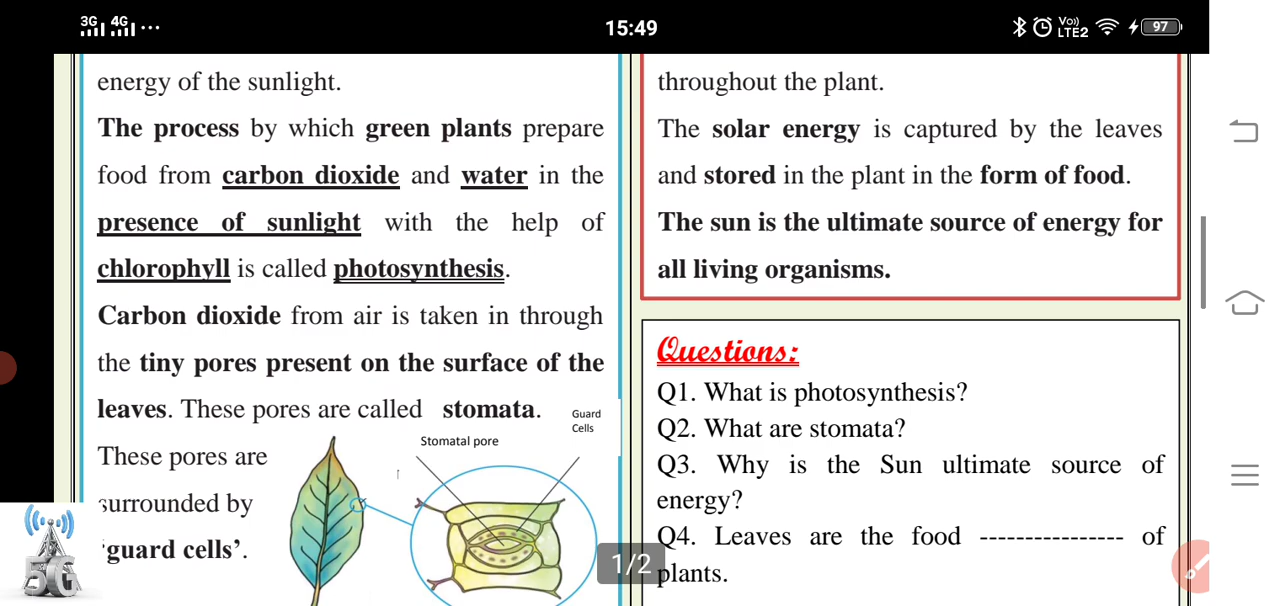 3G 4G ...
15:49
Vo))
LTE2
97
energy of the sunlight.
The process by which green plants prepare
food from carbon dioxide and water in the
presence of sunlight with the help of
chlorophyll is called photosynthesis.
Carbon dioxide from air is taken in through
the tiny pores present on the surface of the
leaves. These pores are called stomata.
These pores are
surrounded by
‘guard cells’.
Stomatal pore
Guard
Cells
5G
throughout the plant.
The solar energy is captured by the leaves
and stored in the plant in the form of food.
The sun is the ultimate source of energy for
all living organisms.
Questions:
Q1. What is photosynthesis?
Q2. What are stomata?
Q3. Why is the Sun ultimate source of
energy?
Q4. Leaves are the food ---------------- of
plants.
1/2